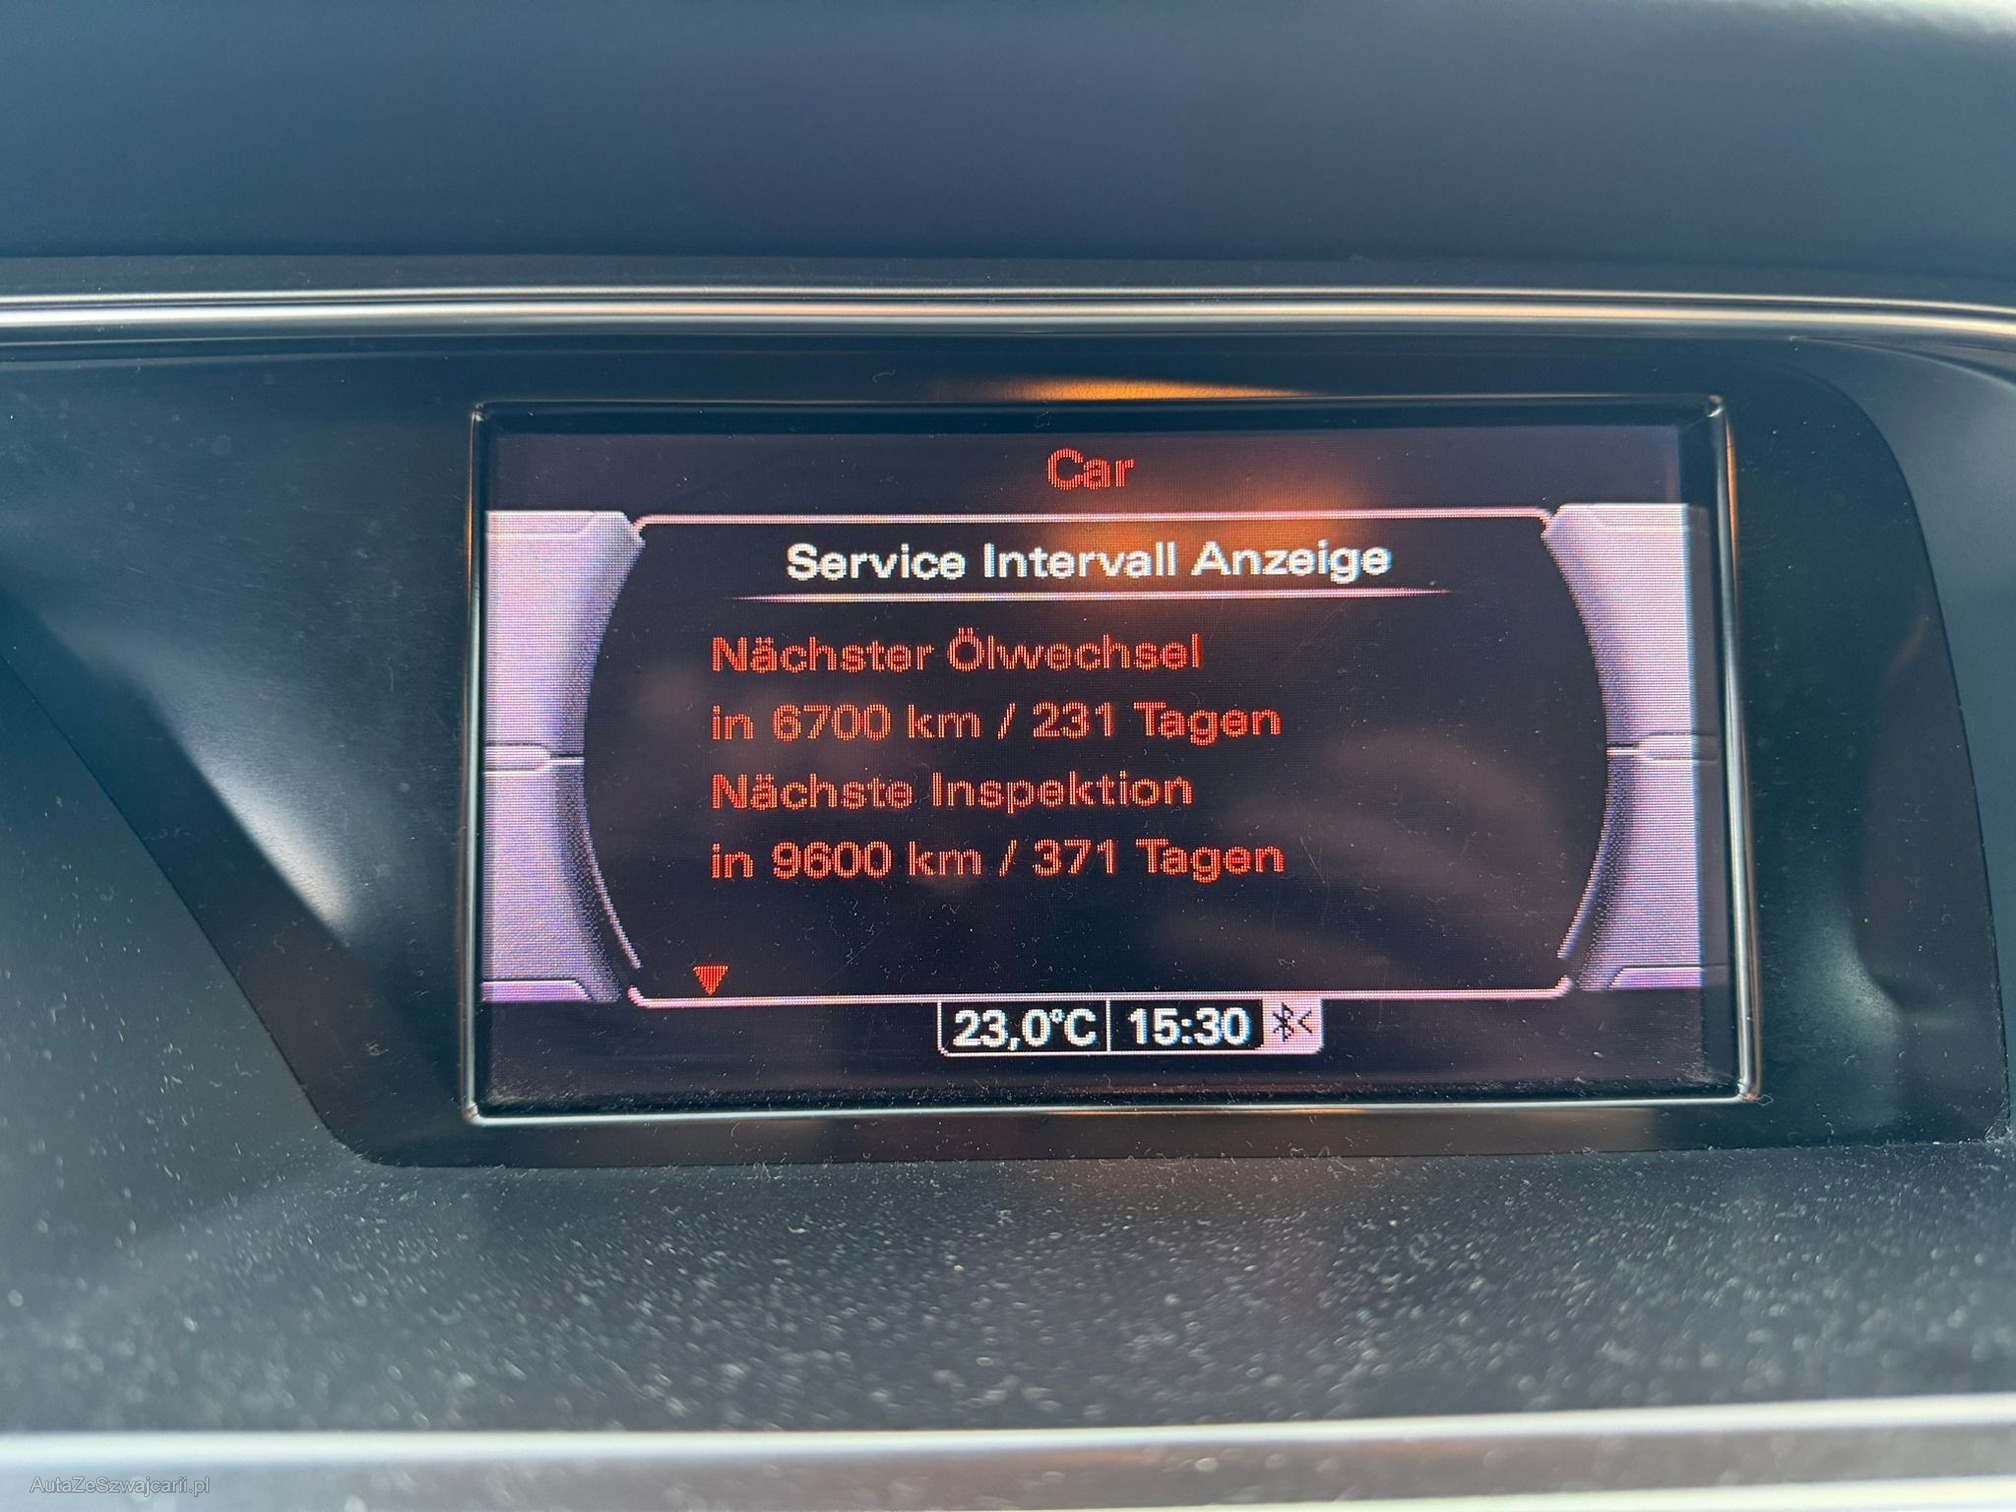 Car
Service Intervall Anzeige
Nächster Ölwechsel
in 6700 km / 231 Tagen
Nächste Inspektion
in 9600 km / 371 Tagen
23,0°C 15:30
AutaZeSzwajcarii.pl